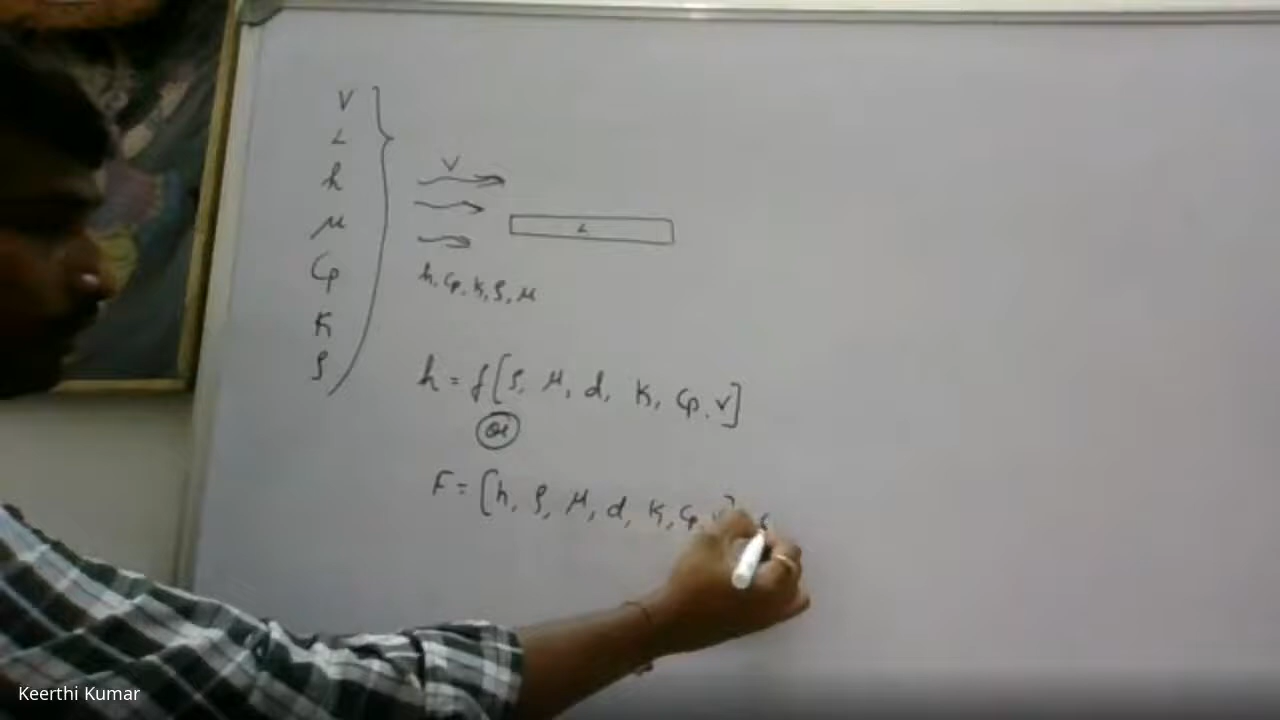 V
L
h
μ
Cp
K
ρ
V
L
h, Cp, K, ρ, μ
h = f[ρ, μ, d, K, Cp, V]
or
F = [h, ρ, μ, d, K, Cp, V]
Keerthi Kumar